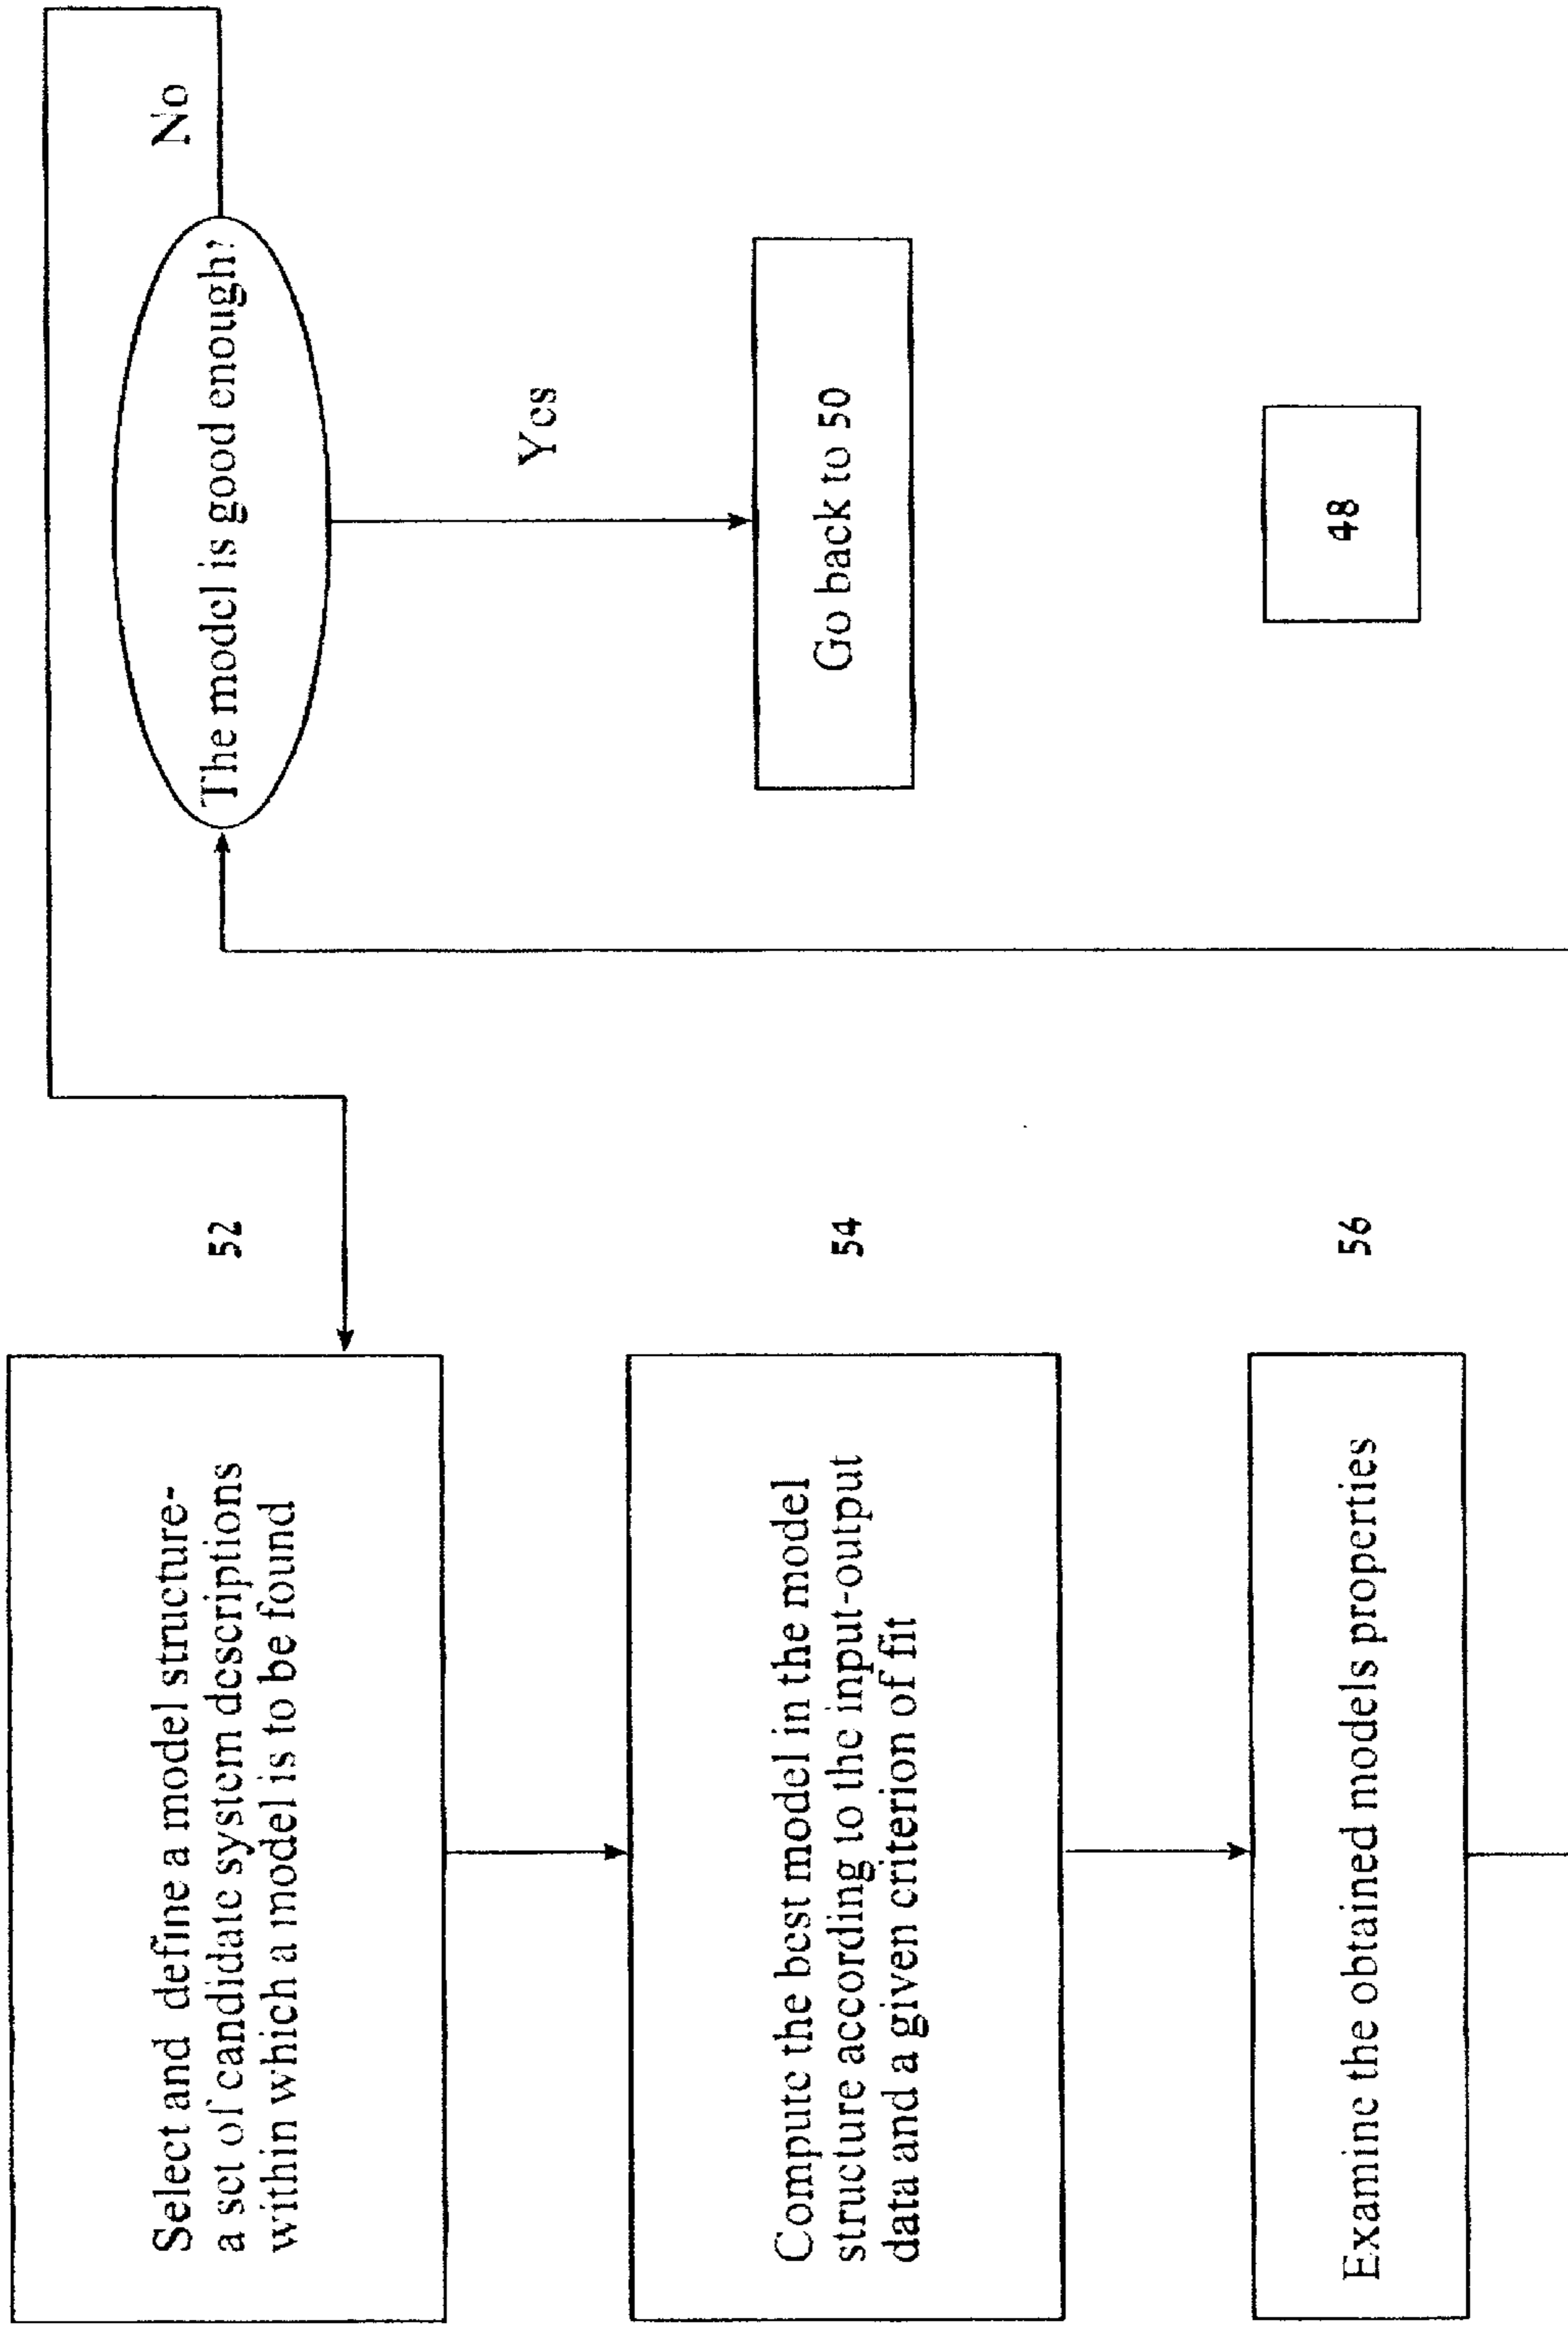 Select and define a model structure-
a set of candidate system descriptions
within which a model is to be found
52
Compute the best model in the model
structure according to the input-output
data and a given criterion of fit
54
Examine the obtained models properties
56
The model is good enough?
No
Yes
Go back to 50
48